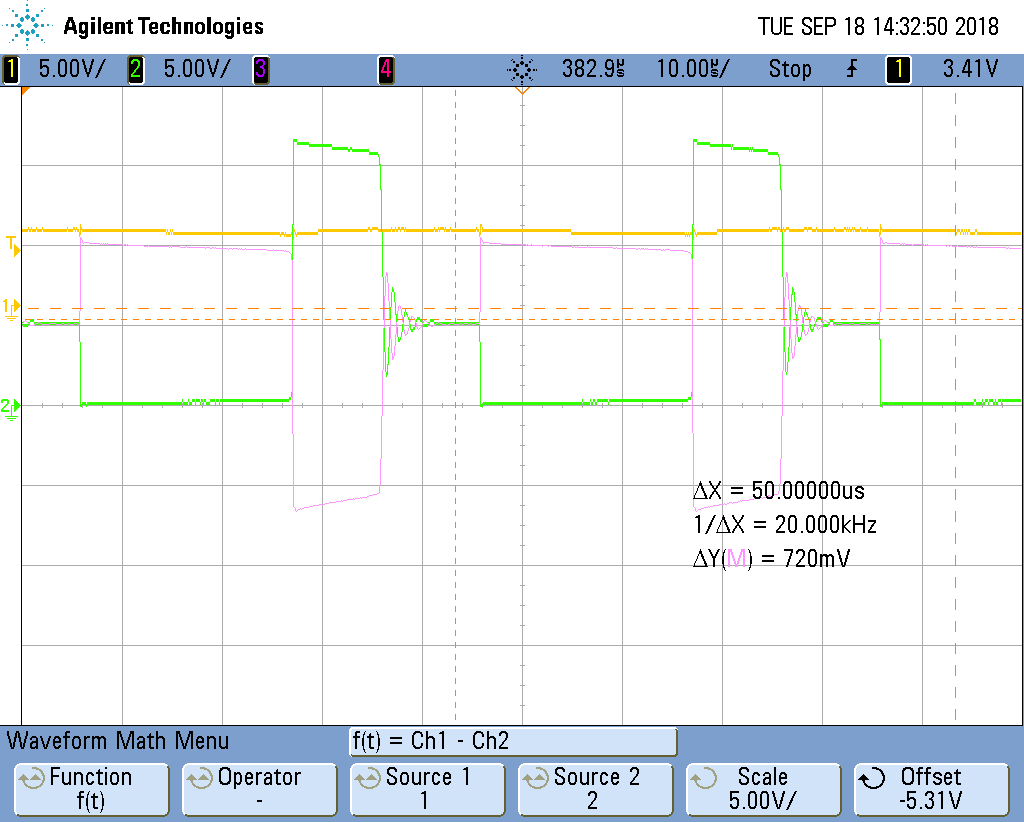 Agilent Technologies TUE SEP 18 14:32:50 2018
1 5.00V/ 2 5.00V/ 3 4 382.9µs 10.00µs/ Stop 1 3.41V
T
1
2
ΔX = 50.00000us
1/ΔX = 20.000kHz
ΔY(M) = 720mV
Waveform Math Menu f(t) = Ch1 - Ch2
Function Operator Source 1 Source 2 Scale Offset
f(t) - 1 2 5.00V/ -5.31V